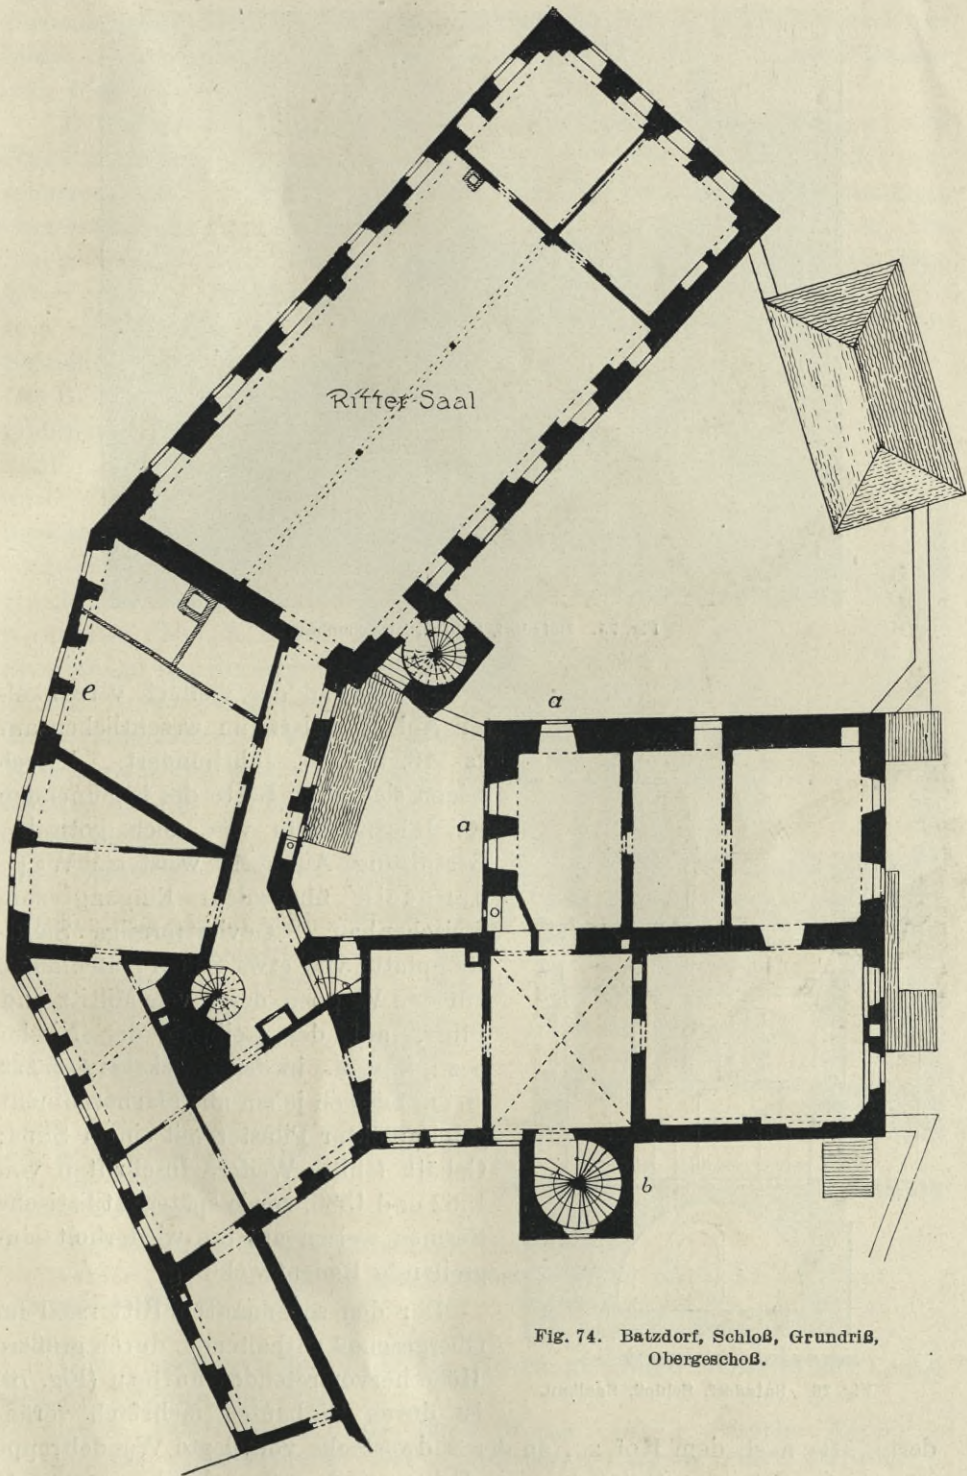 Ritter-Saal
a
e
a
b
Fig. 74. Batzdorf, Schloß, Grundriß,
Obergeschoß.